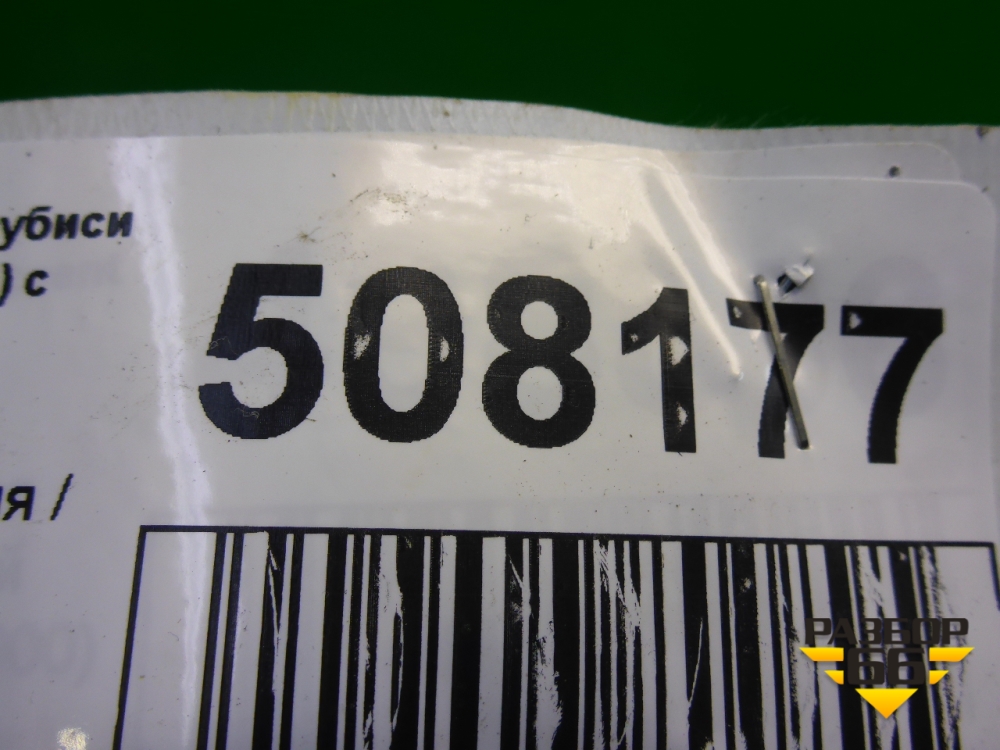 убиси
) с
508177
ия /
РАЗБОР
66